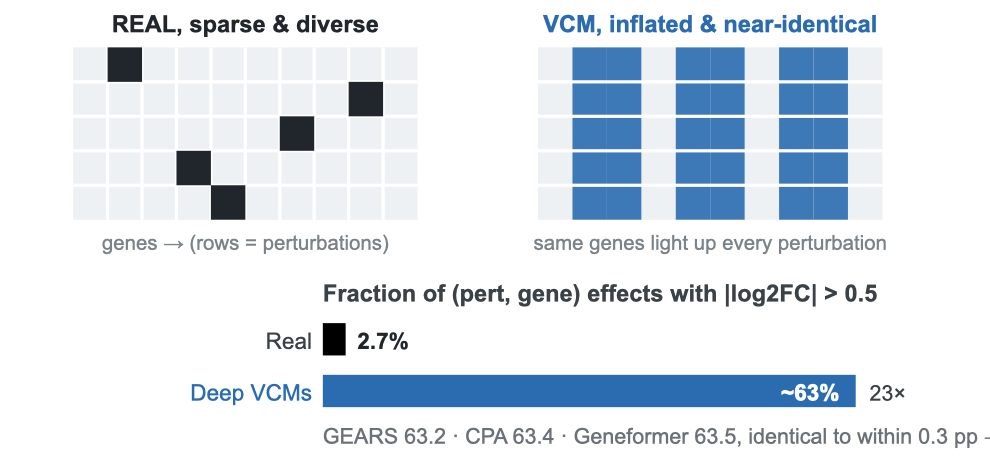 REAL, sparse & diverse
VCM, inflated & near-identical
genes → (rows = perturbations)
same genes light up every perturbation
Fraction of (pert, gene) effects with |log2FC| > 0.5
Real 2.7%
Deep VCMs ~63% 23×
GEARS 63.2 · CPA 63.4 · Geneformer 63.5, identical to within 0.3 pp -